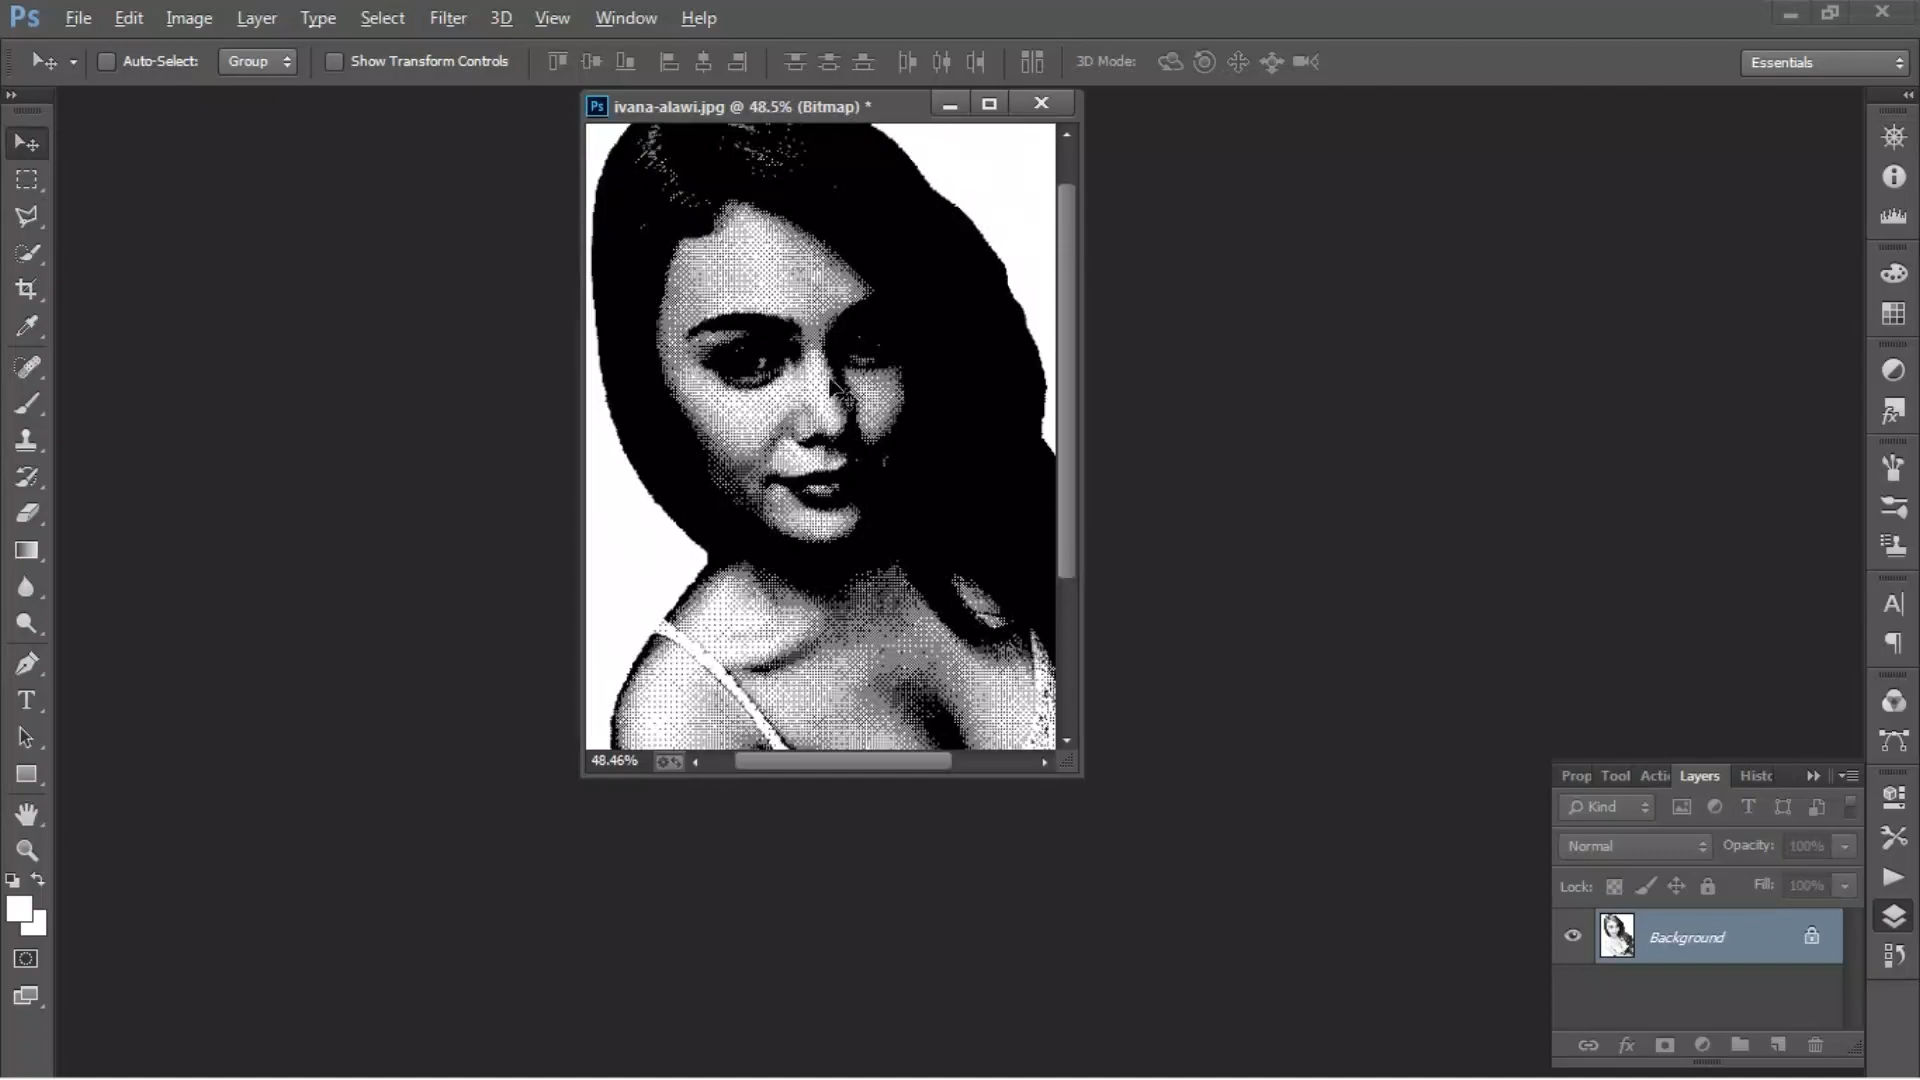 Ps File Edit Image Layer Type Select Filter 3D View Window Help
Auto-Select: Group Show Transform Controls 3D Mode: Essentials
Ps ivana-alawi.jpg @ 48.5% (Bitmap) *
48.46%
Prop Tool Acti Layers Histo
Kind
Normal Opacity: 100%
Lock: Fill: 100%
Background